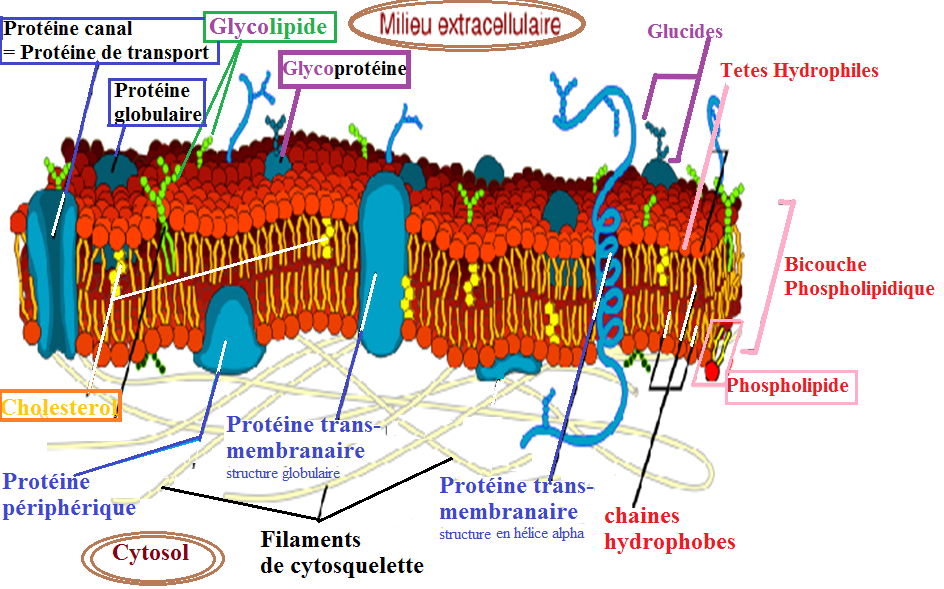 Protéine canal
= Protéine de transport
Glycolipide
Milieu extracellulaire
Glucides
Glycoprotéine
Tetes Hydrophiles
Protéine
globulaire
Bicouche
Phospholipidique
Phospholipide
Cholesterol
Protéine trans-
membranaire
structure globulaire
Protéine
périphérique
Protéine trans-
membranaire
structure en hélice alpha
chaines
hydrophobes
Filaments
de cytosquelette
Cytosol